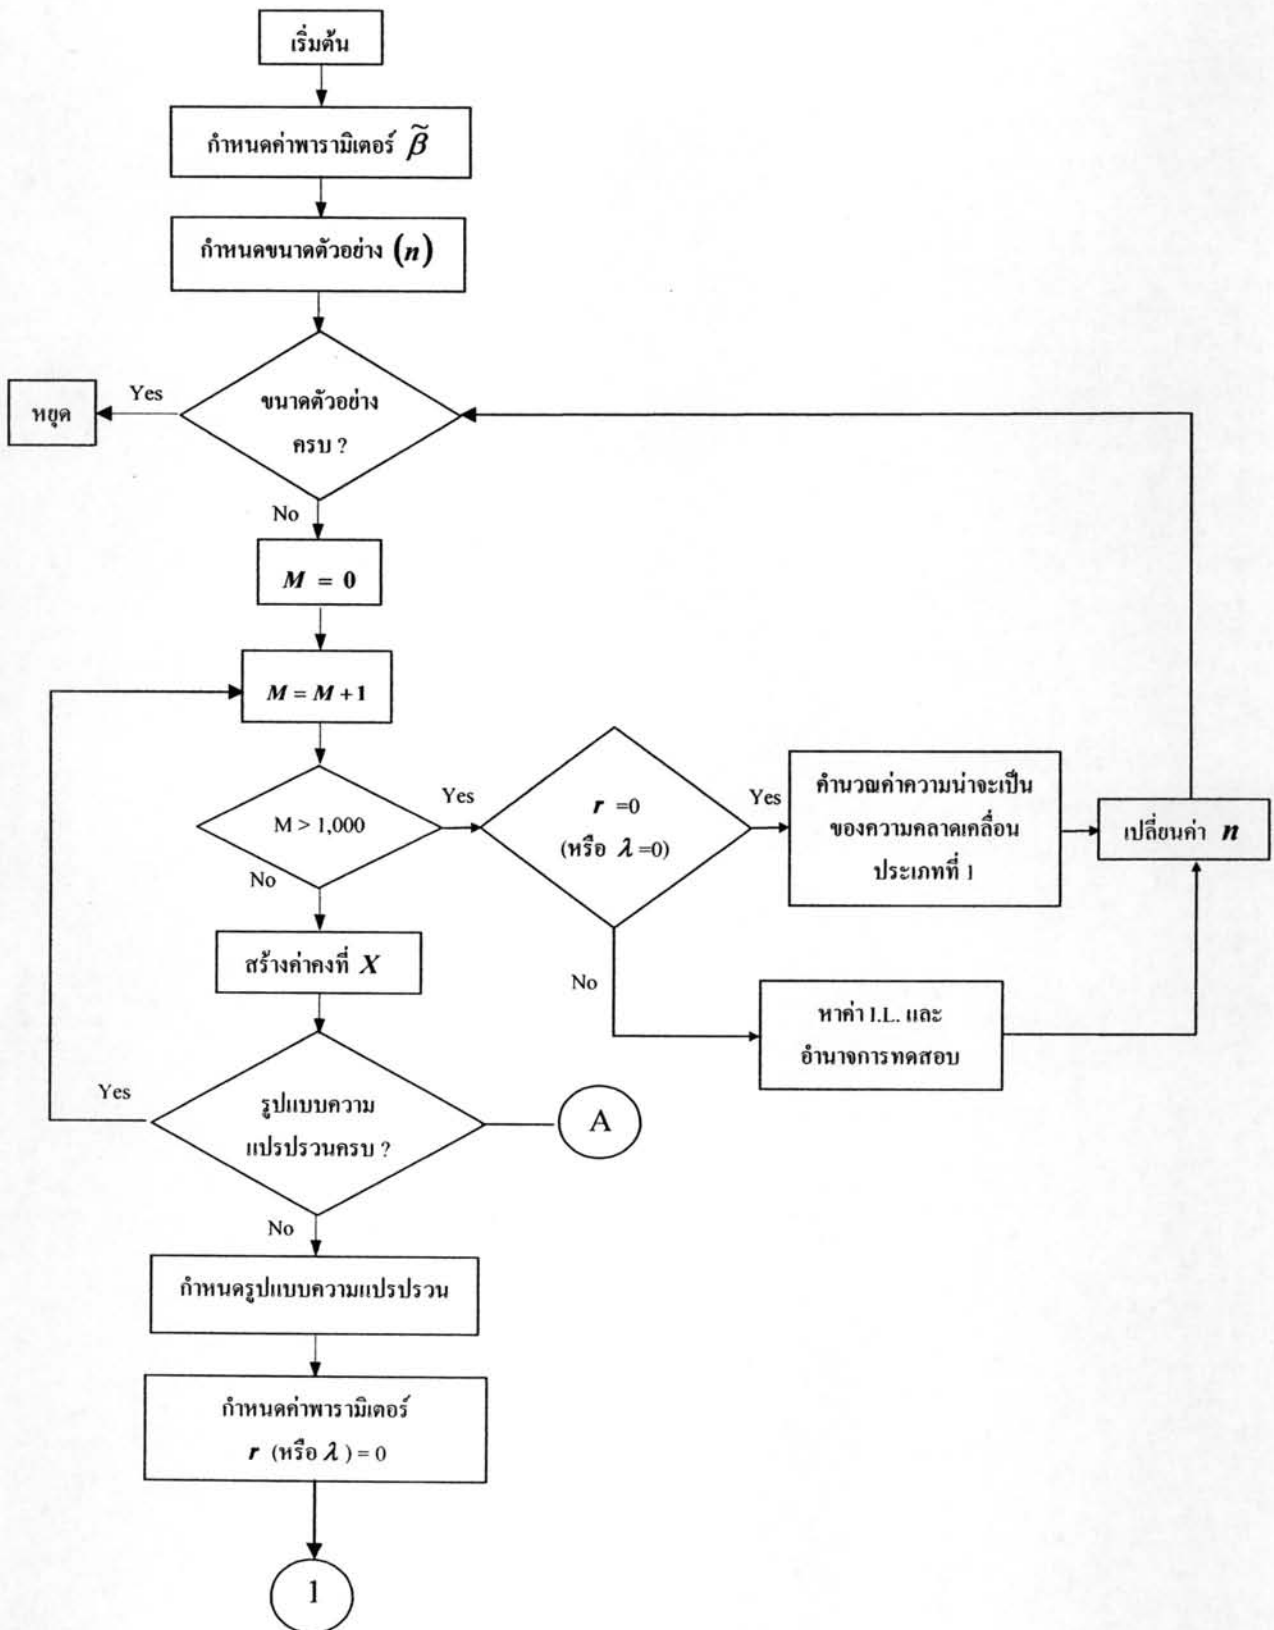 เริ่มต้น
กำหนดค่าพารามิเตอร์ β̃
กำหนดขนาดตัวอย่าง (n)
ขนาดตัวอย่าง
ครบ ?
Yes
หยุด
No
M = 0
M = M + 1
M > 1,000
Yes
r = 0
(หรือ λ = 0)
Yes
คำนวณค่าความน่าจะเป็น
ของความคลาดเคลื่อน
ประเภทที่ 1
เปลี่ยนค่า n
No
สร้างค่าคงที่ X
No
หาค่า I.L. และ
อำนาจการทดสอบ
Yes
รูปแบบความ
แปรปรวนครบ ?
A
No
กำหนดรูปแบบความแปรปรวน
กำหนดค่าพารามิเตอร์
r (หรือ λ ) = 0
1